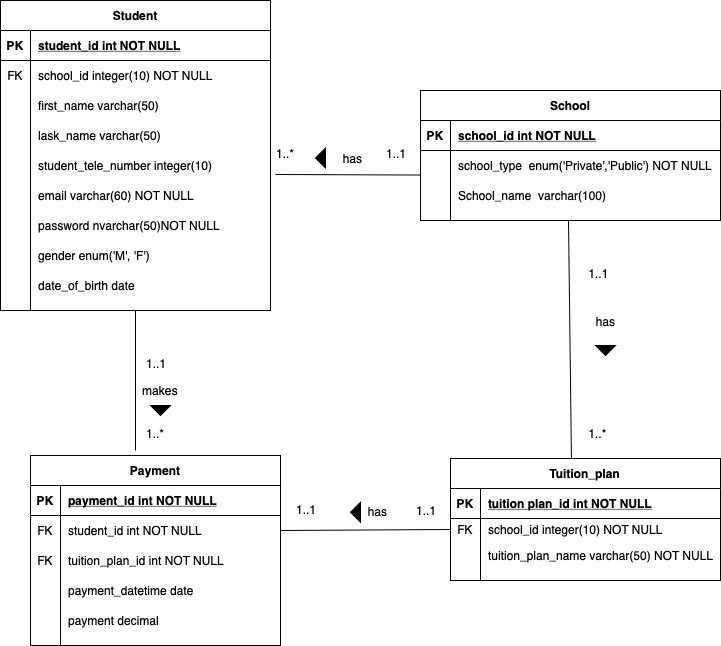 Student
PK student_id int NOT NULL
FK school_id integer(10) NOT NULL
first_name varchar(50)
lask_name varchar(50)
student_tele_number integer(10)
email varchar(60) NOT NULL
password nvarchar(50)NOT NULL
gender enum('M', 'F')
date_of_birth date
1..* has 1..1
School
PK school_id int NOT NULL
school_type enum('Private','Public') NOT NULL
School_name varchar(100)
1..1
has
1..*
1..1
makes
1..*
Payment
PK payment_id int NOT NULL
FK student_id int NOT NULL
FK tuition_plan_id int NOT NULL
payment_datetime date
payment decimal
1..1 has 1..1
Tuition_plan
PK tuition plan_id int NOT NULL
FK school_id integer(10) NOT NULL
tuition_plan_name varchar(50) NOT NULL